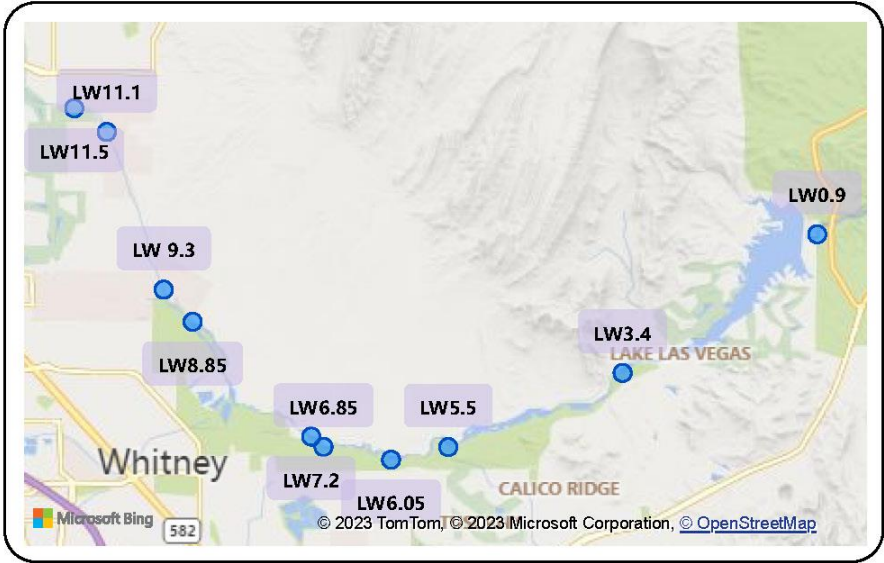 LW11.1
LW11.5
LW0.9
LW 9.3
LW3.4
LAKE LAS VEGAS
LW8.85
LW6.85
LW5.5
Whitney
LW7.2
CALICO RIDGE
LW6.05
Microsoft Bing
582
© 2023 TomTom, © 2023 Microsoft Corporation, © OpenStreetMap